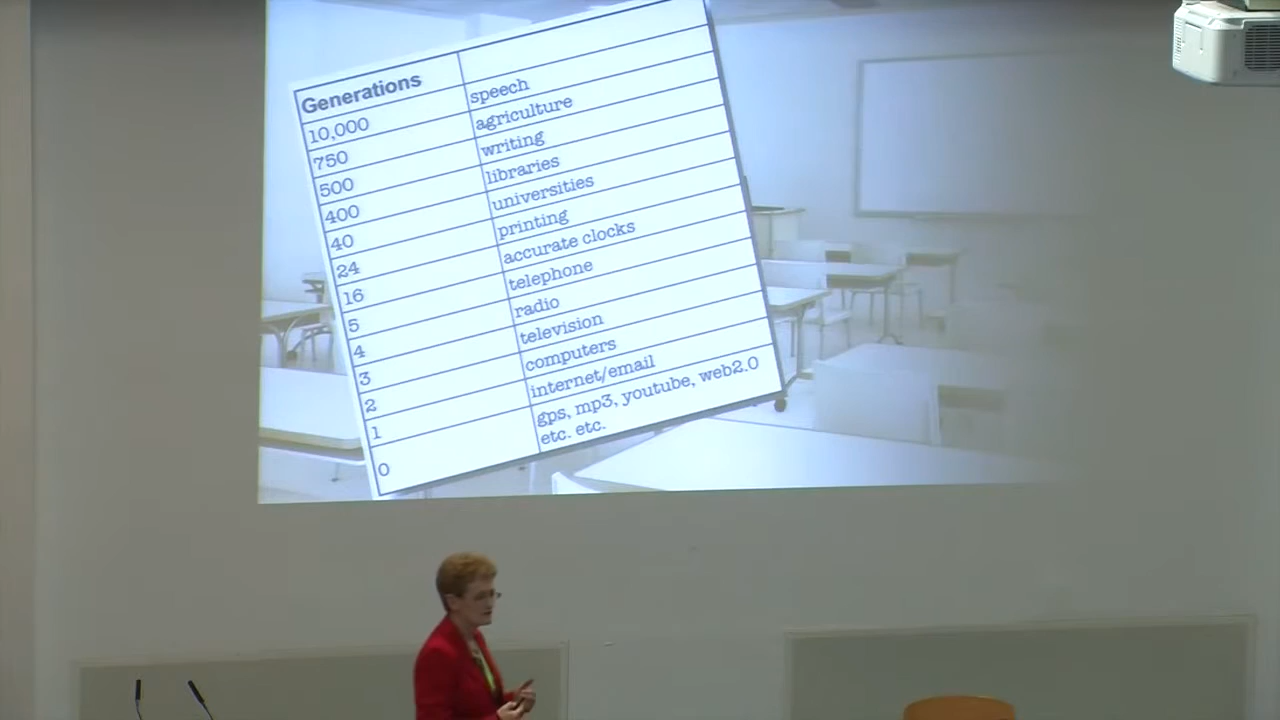 Generations
10,000 speech
750 agriculture
500 writing
400 libraries
40 universities
24 printing
16 accurate clocks
5 telephone
4 radio
3 television
2 computers
1 internet/email
0 gps, mp3, youtube, web2.0
etc. etc.